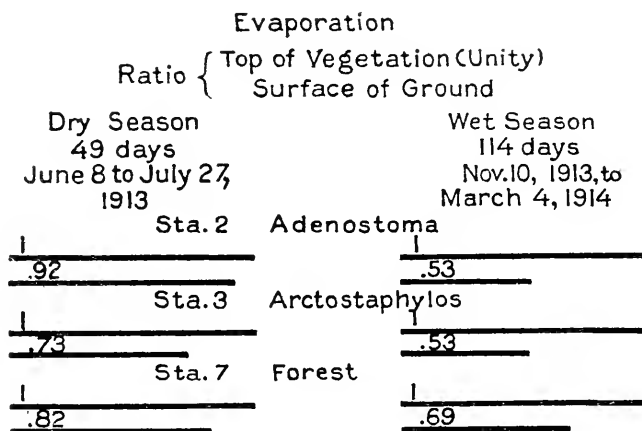 Evaporation
Ratio { Top of Vegetation (Unity)
Surface of Ground
Dry Season
49 days
June 8 to July 27,
1913
Wet Season
114 days
Nov. 10, 1913, to
March 4, 1914
Sta. 2 Adenostoma
1 1
.92 .53
Sta. 3 Arctostaphylos
1 1
.73 .53
Sta. 7 Forest
1 1
.82 .69